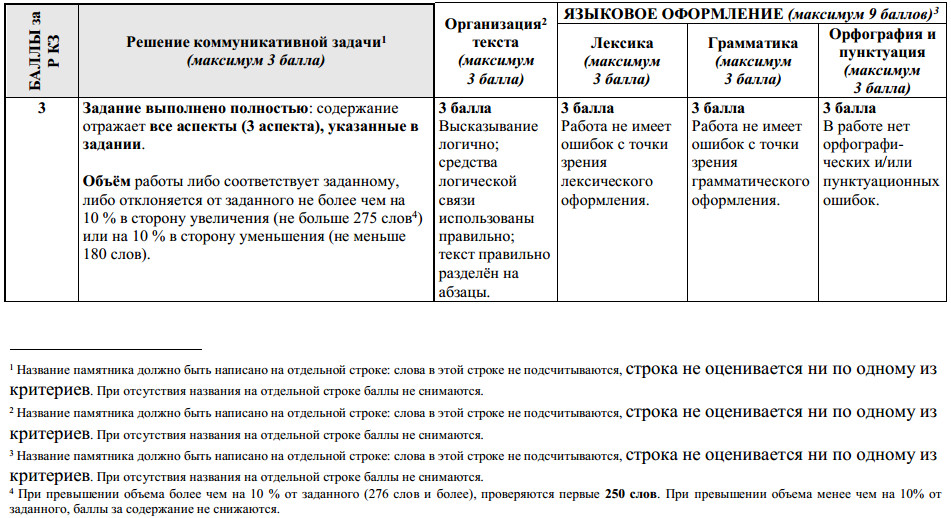 БАЛЛЫ за
Р КЗ
Решение коммуникативной задачи¹
(максимум 3 балла)
Организация²
текста
(максимум
3 балла)
ЯЗЫКОВОЕ ОФОРМЛЕНИЕ (максимум 9 баллов)³
Лексика
(максимум
3 балла)
Грамматика
(максимум
3 балла)
Орфография и
пунктуация
(максимум
3 балла)
3
Задание выполнено полностью: содержание
отражает все аспекты (3 аспекта), указанные в
задании.
Объём работы либо соответствует заданному,
либо отклоняется от заданного не более чем на
10 % в сторону увеличения (не больше 275 слов⁴)
или на 10 % в сторону уменьшения (не меньше
180 слов).
3 балла
Высказывание
логично;
средства
логической
связи
использованы
правильно;
текст правильно
разделён на
абзацы.
3 балла
Работа не имеет
ошибок с точки
зрения
лексического
оформления.
3 балла
Работа не имеет
ошибок с точки
зрения
грамматического
оформления.
3 балла
В работе нет
орфографи-
ческих и/или
пунктуационных
ошибок.
¹ Название памятника должно быть написано на отдельной строке: слова в этой строке не подсчитываются, строка не оценивается ни по одному из
критериев. При отсутствия названия на отдельной строке баллы не снимаются.
² Название памятника должно быть написано на отдельной строке: слова в этой строке не подсчитываются, строка не оценивается ни по одному из
критериев. При отсутствия названия на отдельной строке баллы не снимаются.
³ Название памятника должно быть написано на отдельной строке: слова в этой строке не подсчитываются, строка не оценивается ни по одному из
критериев. При отсутствия названия на отдельной строке баллы не снимаются.
⁴ При превышении объема более чем на 10 % от заданного (276 слов и более), проверяются первые 250 слов. При превышении объема менее чем на 10% от
заданного, баллы за содержание не снижаются.